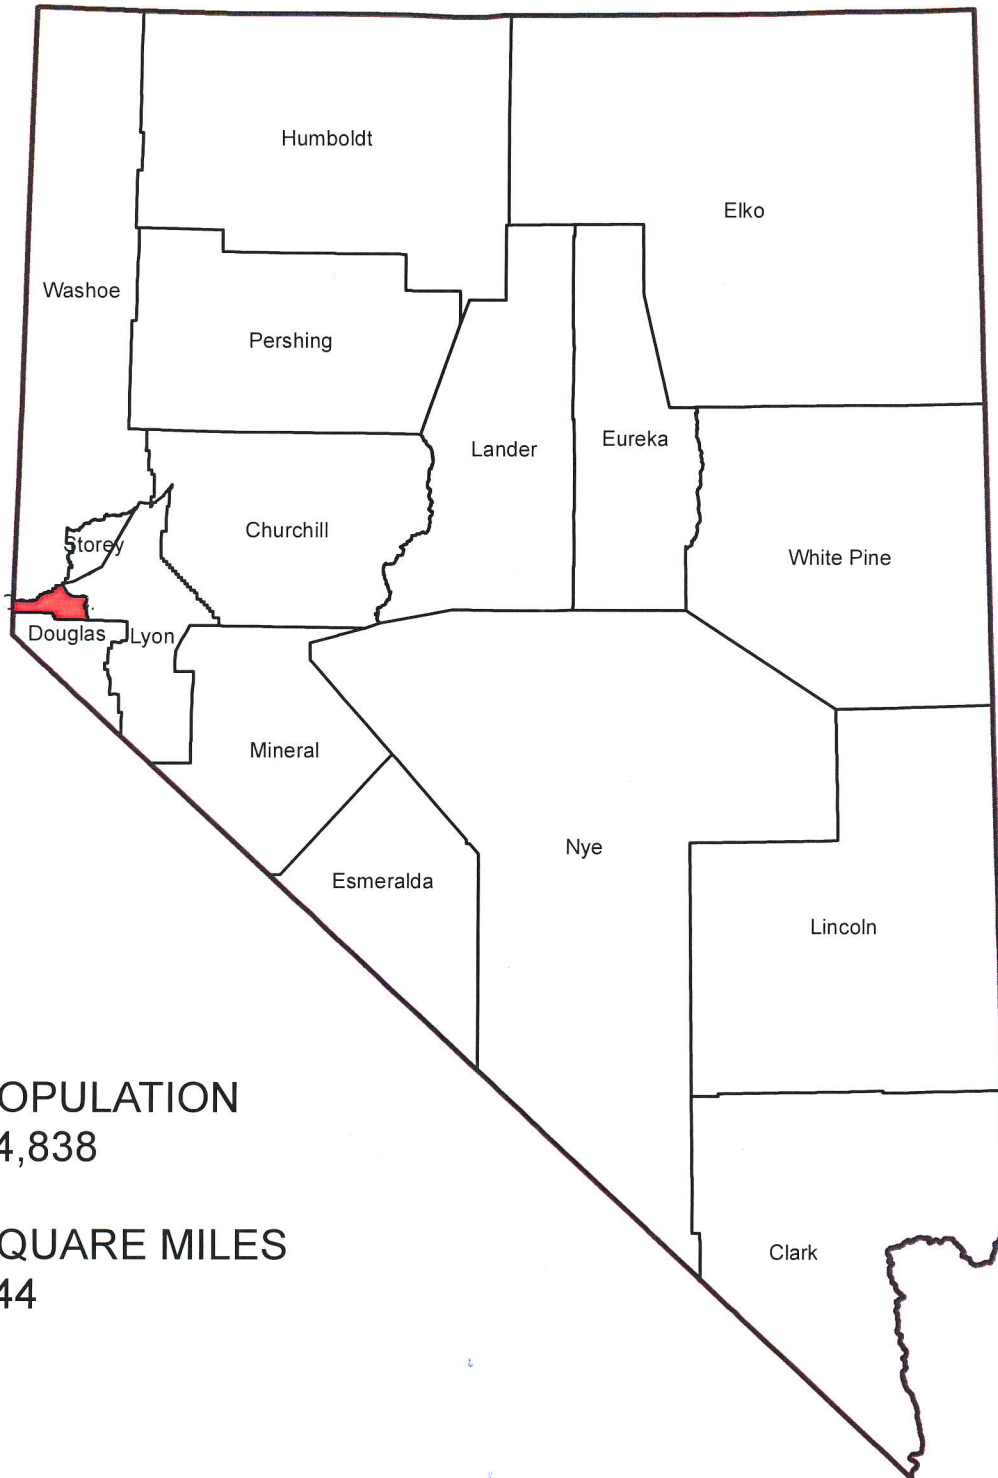 Humboldt
Elko
Washoe
Pershing
Eureka
Lander
Churchill
Storey
White Pine
Douglas
Lyon
Mineral
Nye
Esmeralda
Lincoln
OPULATION
4,838
QUARE MILES
44
Clark